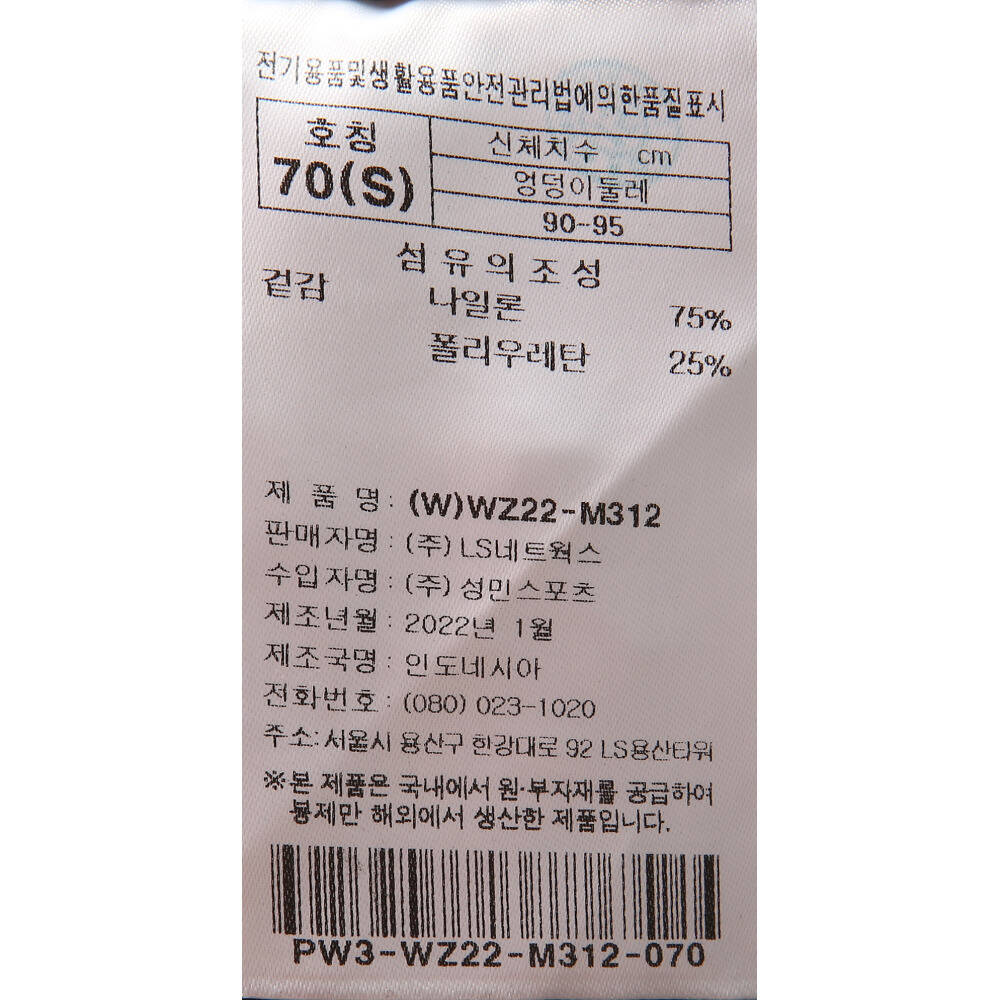 전기용품및생활용품안전관리법에의한품질표시
호칭
70(S)
신체치수 cm
엉덩이둘레
90-95
섬유의조성
겉감 나일론 75%
폴리우레탄 25%
제 품 명 : (W)WZ22-M312
판매자명 : (주) LS네트웍스
수입자명 : (주) 성민스포츠
제조년월 : 2022년 1월
제조국명 : 인도네시아
전화번호 : (080) 023-1020
주소: 서울시 용산구 한강대로 92 LS용산타워
※본 제품은 국내에서 원·부자재를 공급하여
봉제만 해외에서 생산한 제품입니다.
PW3-WZ22-M312-070